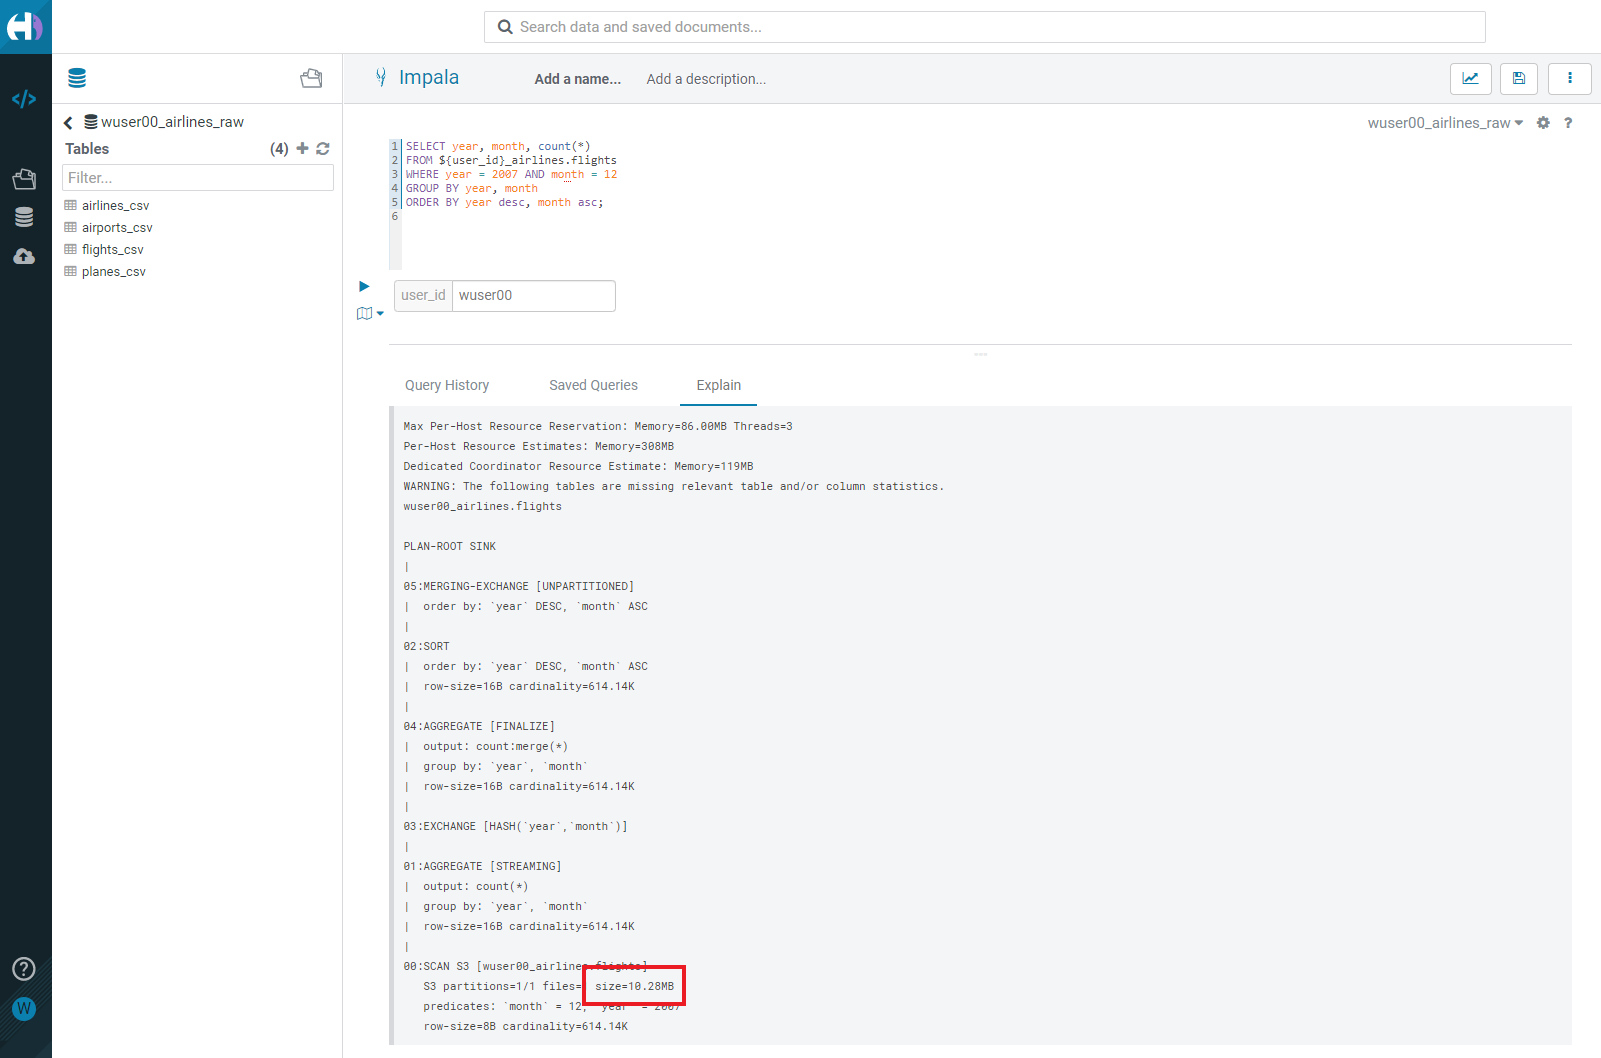 Search data and saved documents...
Impala
Add a name...
Add a description...
wuser00_airlines_raw
Tables
(4)
Filter...
airlines_csv
airports_csv
flights_csv
planes_csv
wuser00_airlines_raw
?
1 SELECT year, month, count(*)
2 FROM ${user_id}_airlines.flights
3 WHERE year = 2007 AND month = 12
4 GROUP BY year, month
5 ORDER BY year desc, month asc;
6
user_id wuser00
Query History
Saved Queries
Explain
Max Per-Host Resource Reservation: Memory=86.00MB Threads=3
Per-Host Resource Estimates: Memory=308MB
Dedicated Coordinator Resource Estimate: Memory=119MB
WARNING: The following tables are missing relevant table and/or column statistics.
wuser00_airlines.flights
PLAN-ROOT SINK
|
05:MERGING-EXCHANGE [UNPARTITIONED]
| order by: `year` DESC, `month` ASC
|
02:SORT
| order by: `year` DESC, `month` ASC
| row-size=16B cardinality=614.14K
|
04:AGGREGATE [FINALIZE]
| output: count:merge(*)
| group by: `year`, `month`
| row-size=16B cardinality=614.14K
|
03:EXCHANGE [HASH(`year`,`month`)]
|
01:AGGREGATE [STREAMING]
| output: count(*)
| group by: `year`, `month`
| row-size=16B cardinality=614.14K
|
00:SCAN S3 [wuser00_airlines.flights]
S3 partitions=1/1 files= size=10.28MB
predicates: `month` = 12, `year` = 2007
row-size=8B cardinality=614.14K
?
W